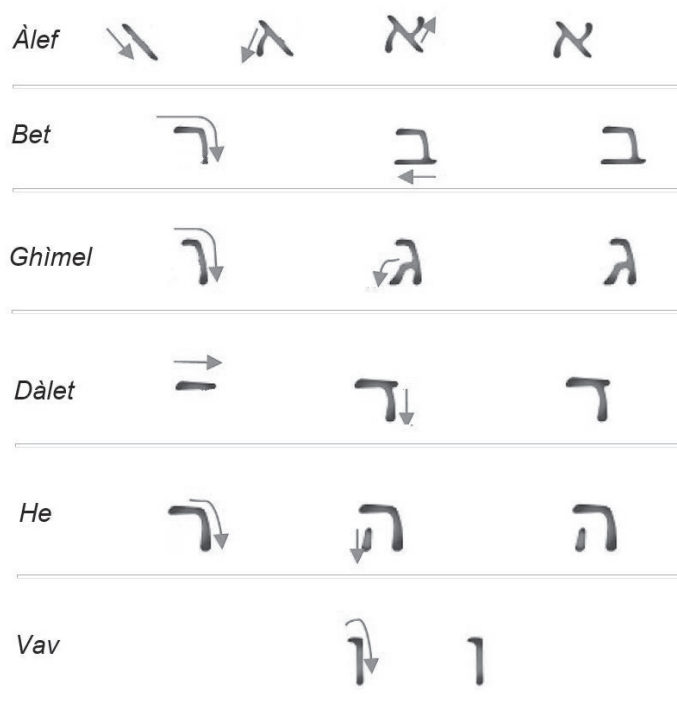 Àlef א א
Bet ב ב
Ghìmel ג ג
Dàlet ד ד
He ה ה
Vav ו ו